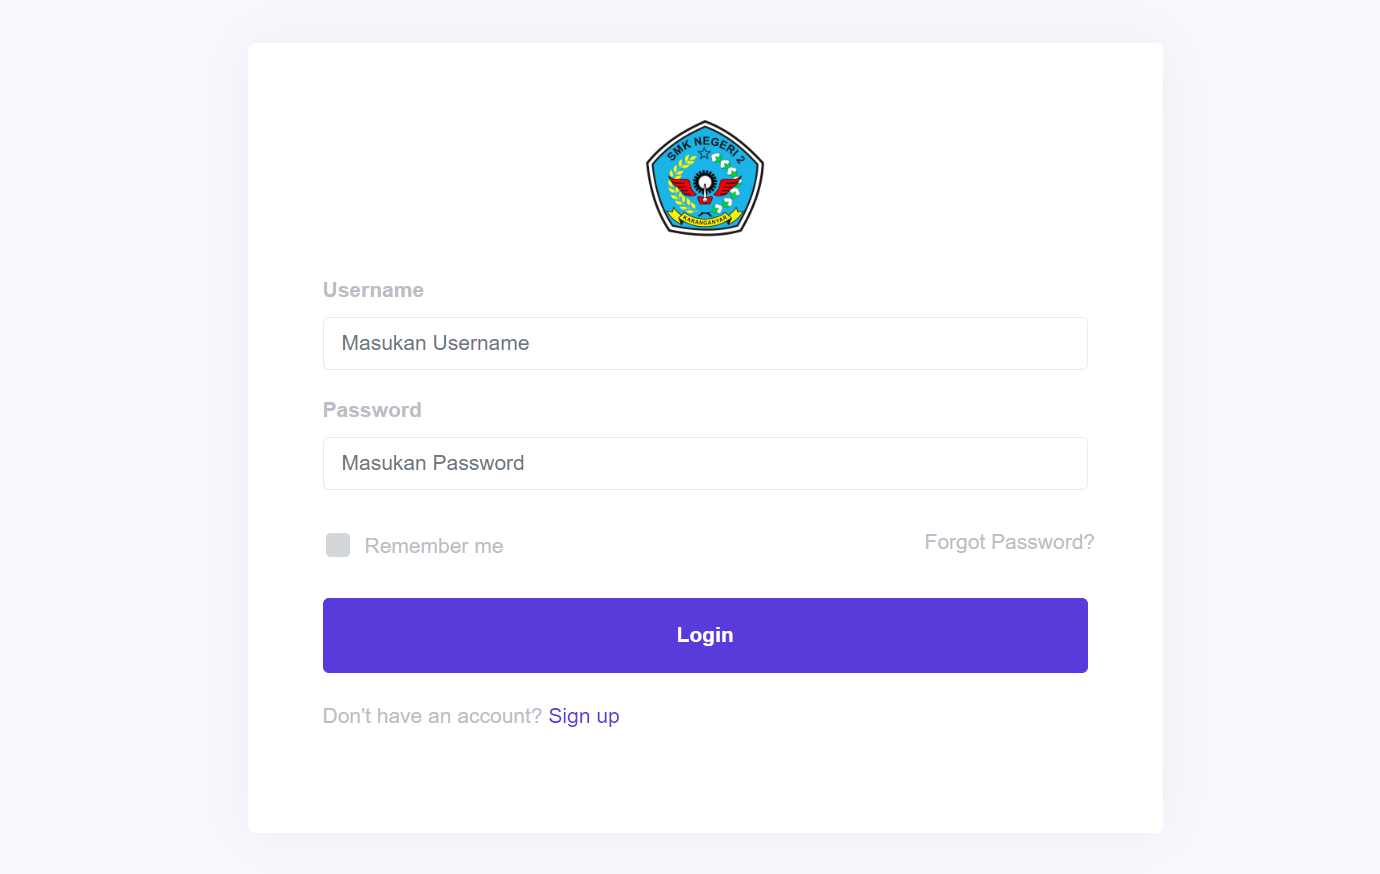 SMK NEGERI 2
KARANGANYAR
Username
Masukan Username
Password
Masukan Password
Remember me
Forgot Password?
Login
Don't have an account? Sign up